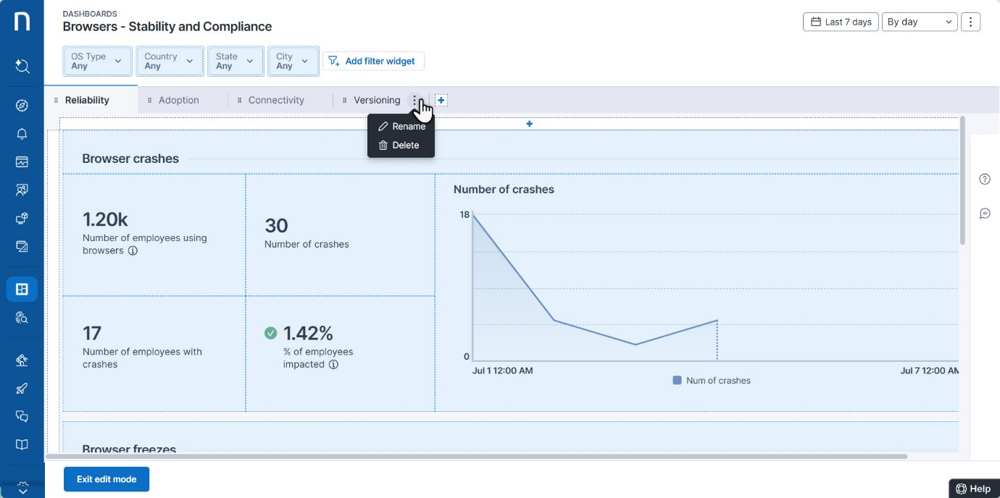 DASHBOARDS
Browsers - Stability and Compliance
Last 7 days
By day
OS Type
Any
Country
Any
State
Any
City
Any
Add filter widget
Reliability
Adoption
Connectivity
Versioning
Rename
Delete
Browser crashes
1.20k
Number of employees using
browsers
30
Number of crashes
17
Number of employees with
crashes
1.42%
% of employees
impacted
Number of crashes
18
0
Jul 1 12:00 AM
Jul 7 12:00 AM
Num of crashes
Browser freezes
Exit edit mode
Help